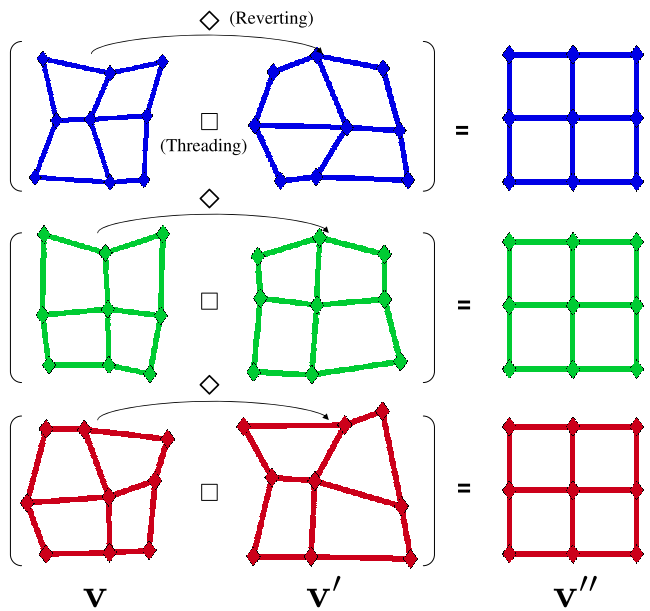 ◇ (Reverting)
□
(Threading)
=
◇
□
=
◇
□
=
v v′ v″